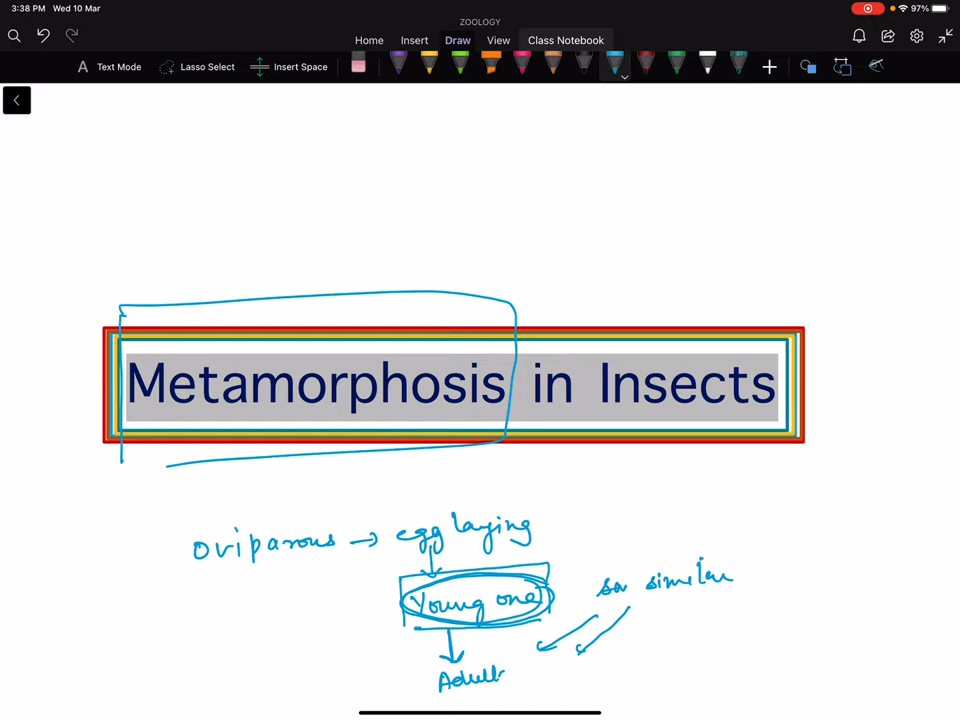 3:38 PM Wed 10 Mar
97%
ZOOLOGY
Home Insert Draw View Class Notebook
Text Mode Lasso Select Insert Space
Metamorphosis in Insects
Oviparous → egg laying
Young one
so similar
Adult